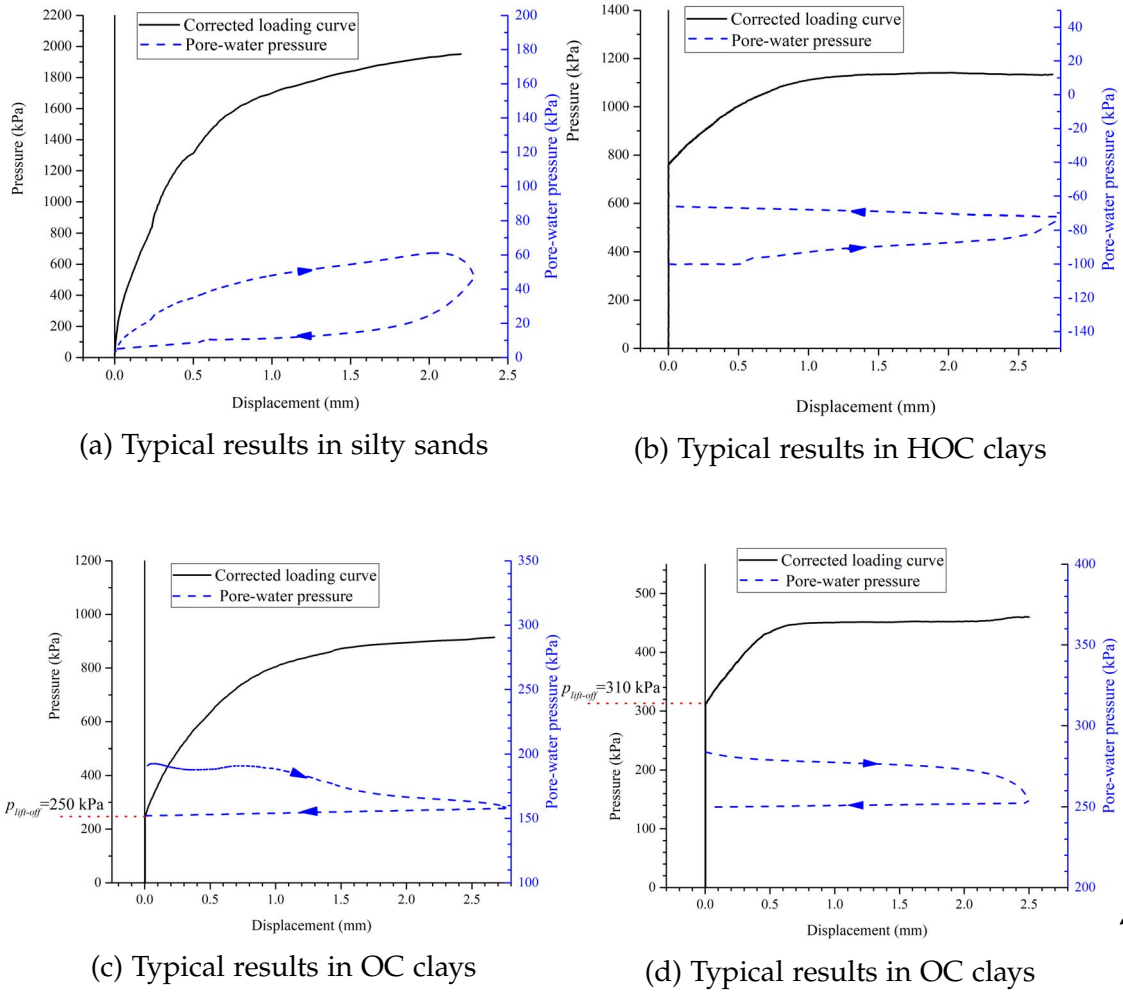 Corrected loading curve
Pore-water pressure
2200
2000
1800
1600
1400
1200
1000
800
600
400
200
0
Pressure (kPa)
0.0 0.5 1.0 1.5 2.0 2.5
Displacement (mm)
200
180
160
140
120
100
80
60
40
20
0
Pore-water pressure (kPa)
(a) Typical results in silty sands
Corrected loading curve
Pore-water pressure
1400
1200
1000
800
600
400
200
0
Pressure (kPa)
0.0 0.5 1.0 1.5 2.0 2.5
Displacement (mm)
40
20
0
-20
-40
-60
-80
-100
-120
-140
Pore-water pressure (kPa)
(b) Typical results in HOC clays
Corrected loading curve
Pore-water pressure
1200
1000
800
600
400
200
0
Pressure (kPa)
p lift-off=250 kPa
0.0 0.5 1.0 1.5 2.0 2.5
Displacement (mm)
350
300
250
200
150
100
Pore-water pressure (kPa)
(c) Typical results in OC clays
Corrected loading curve
Pore-water pressure
500
400
300
200
100
0
Pressure (kPa)
p lift-off=310 kPa
0.0 0.5 1.0 1.5 2.0 2.5
Displacement (mm)
400
350
300
250
200
Pore-water pressure (kPa)
(d) Typical results in OC clays